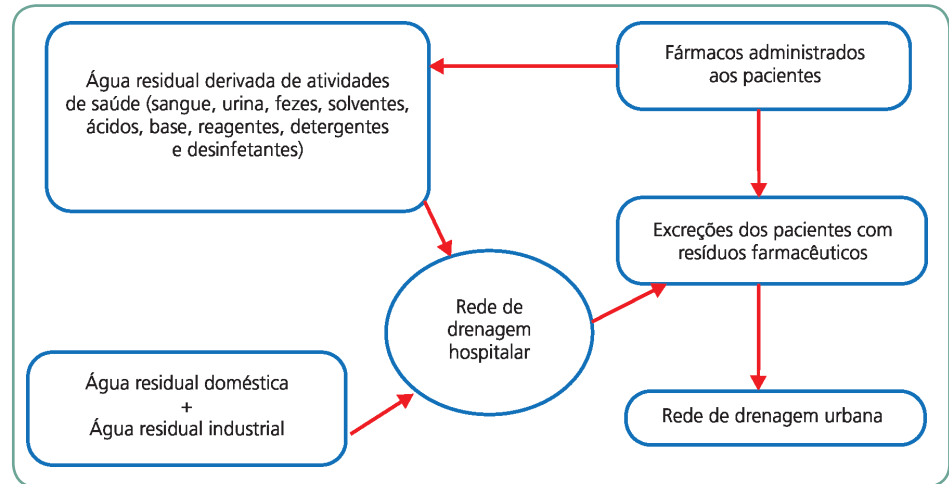 Água residual derivada de atividades
de saúde (sangue, urina, fezes, solventes,
ácidos, base, reagentes, detergentes
e desinfetantes)
Fármacos administrados
aos pacientes
Excreções dos pacientes com
resíduos farmacêuticos
Rede de
drenagem
hospitalar
Água residual doméstica
+
Água residual industrial
Rede de drenagem urbana